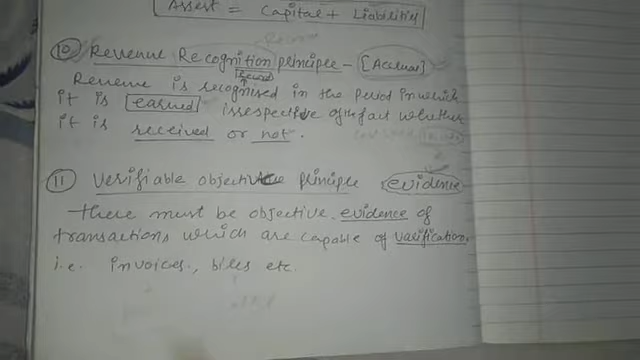 Assert = Capital + Liability
10 Revenue Recognition principle - [Accrual]
Revenue is recognised in the period in which
it is earned irrespective of the fact whether
it is received or not.
11 Verifiable objective principle evidence
There must be objective evidence of
transactions which are capable of varification.
i.e. invoices, bills etc.